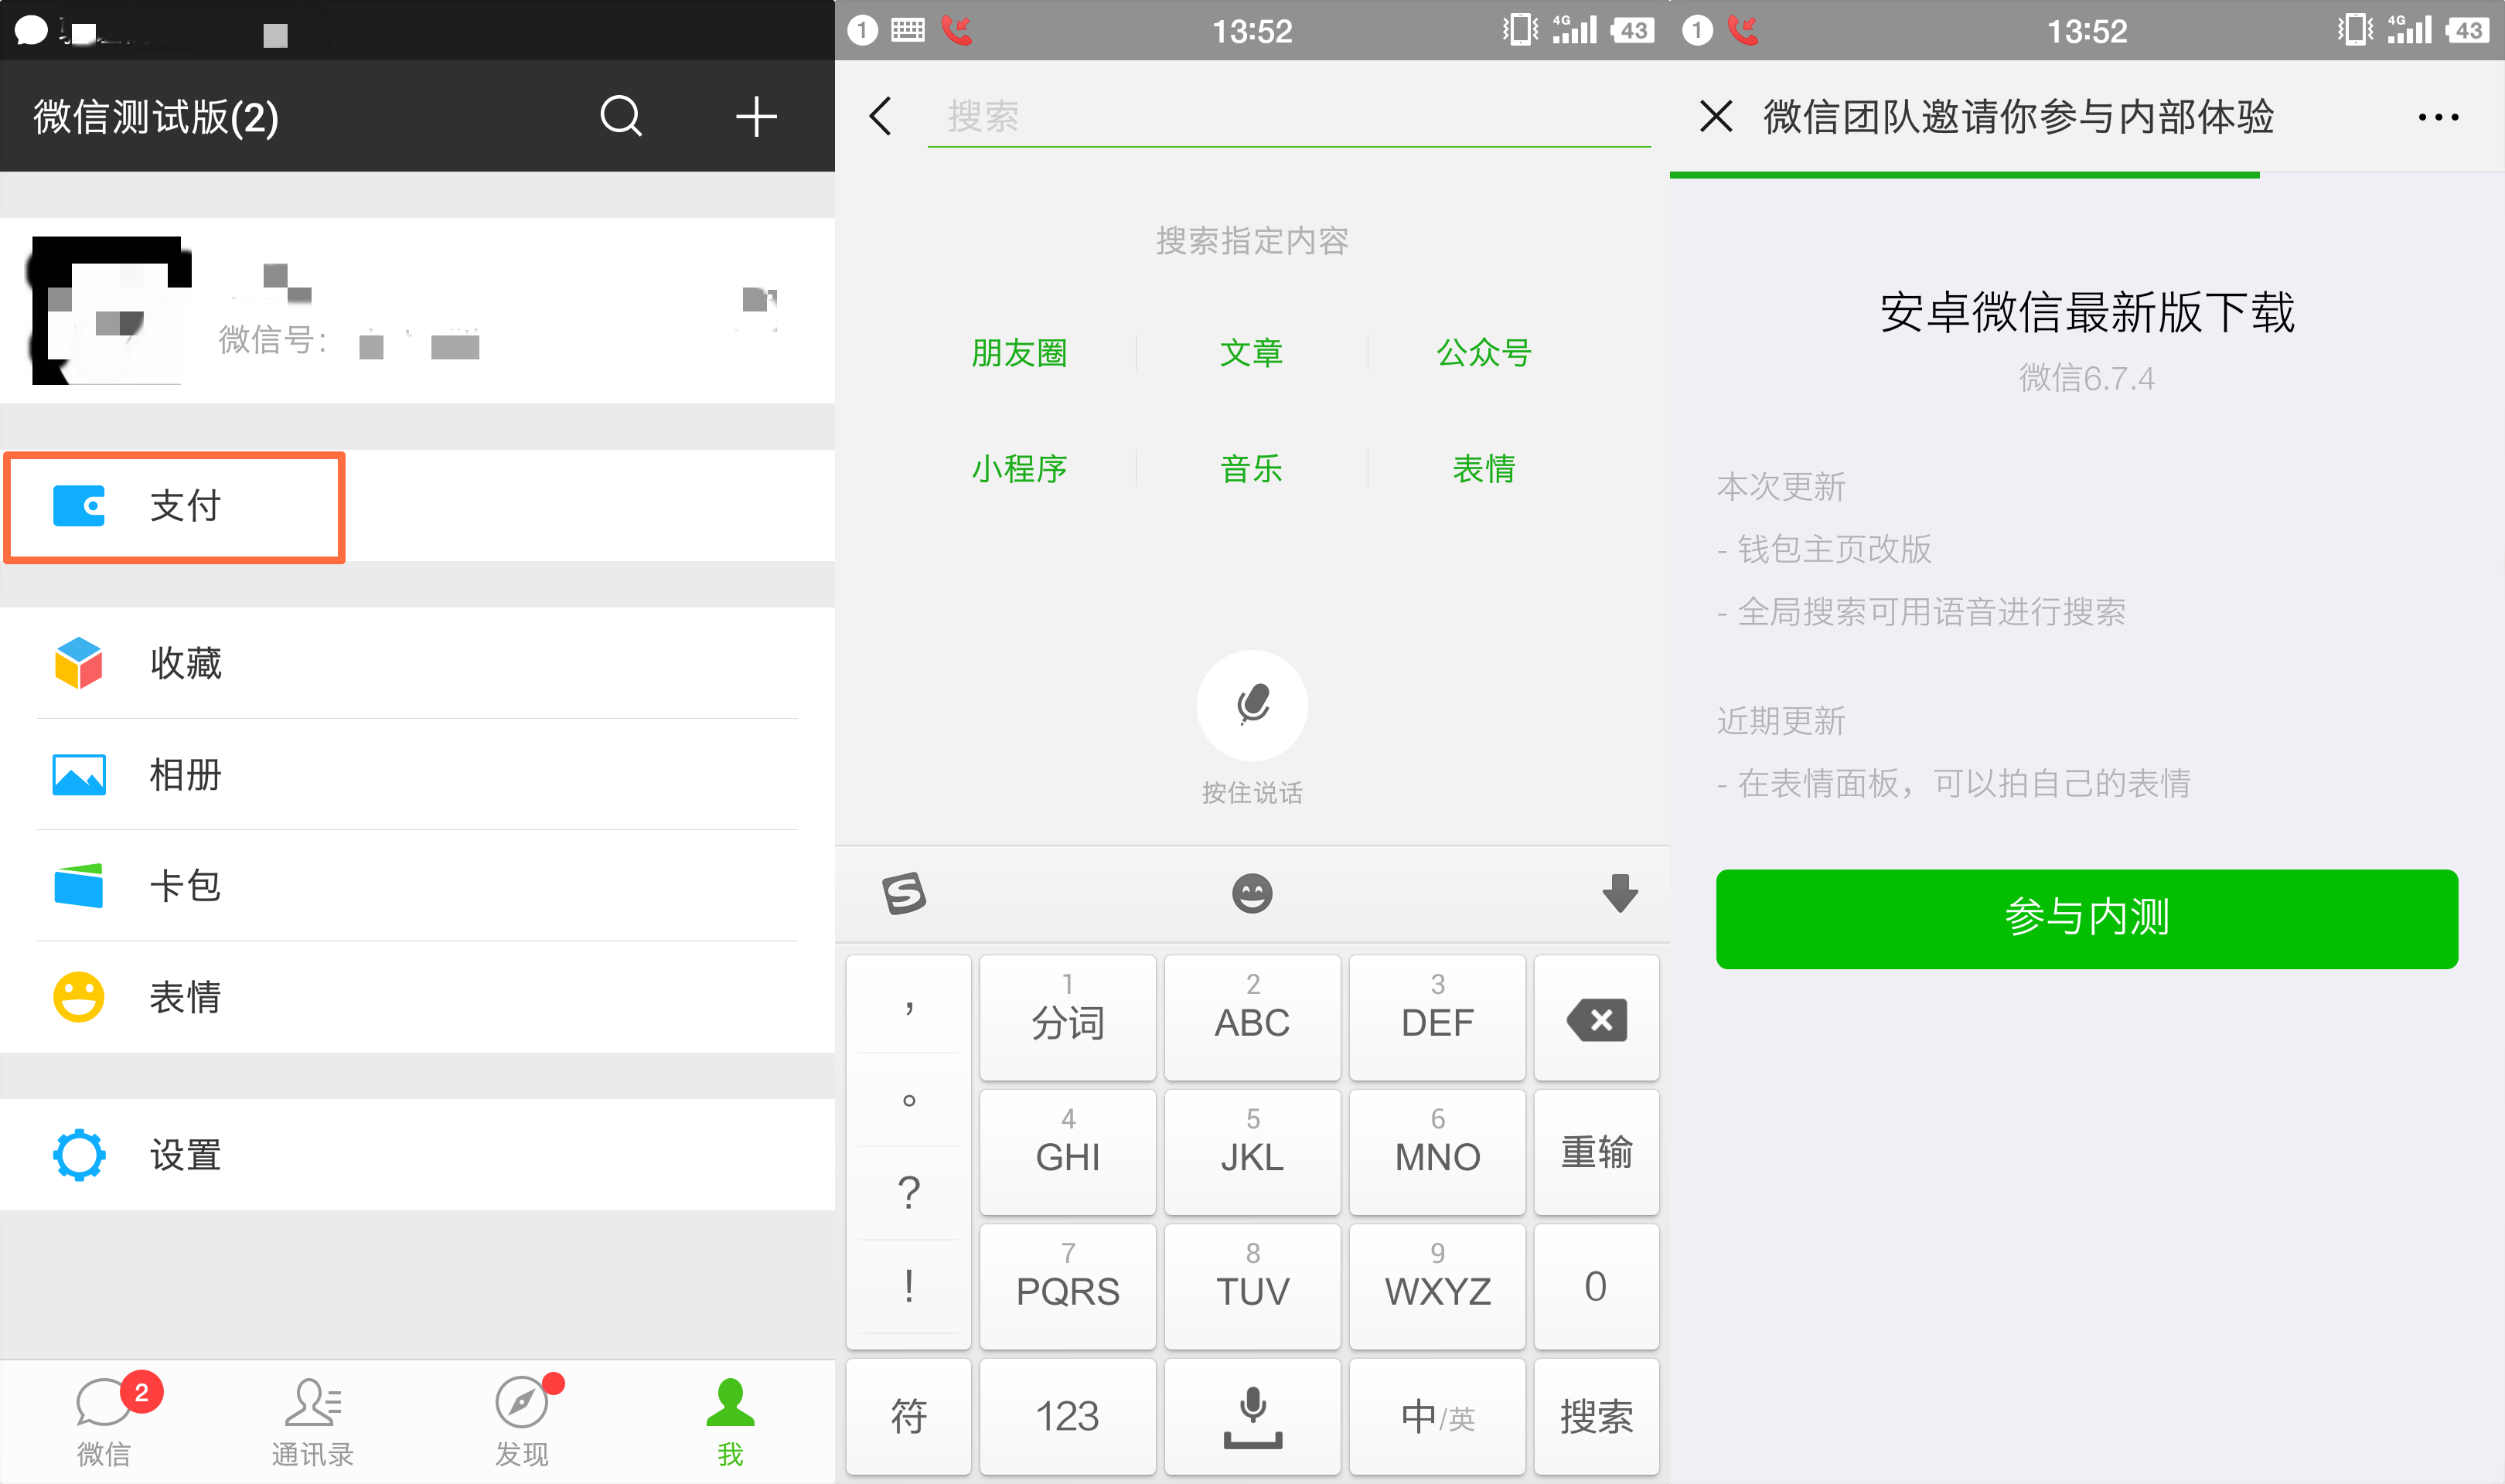 微信测试版(2)
微信号:
支付
收藏
相册
卡包
表情
设置
2
微信
通讯录
发现
我
1
13:52
4G
43
搜索
搜索指定内容
朋友圈
文章
公众号
小程序
音乐
表情
按住说话
，
1
分词
2
ABC
3
DEF
。
4
GHI
5
JKL
6
MNO
重输
?
7
PQRS
8
TUV
9
WXYZ
0
!
符
123
中/英
搜索
1
13:52
4G
43
微信团队邀请你参与内部体验
安卓微信最新版下载
微信6.7.4
本次更新
- 钱包主页改版
- 全局搜索可用语音进行搜索
近期更新
- 在表情面板，可以拍自己的表情
参与内测